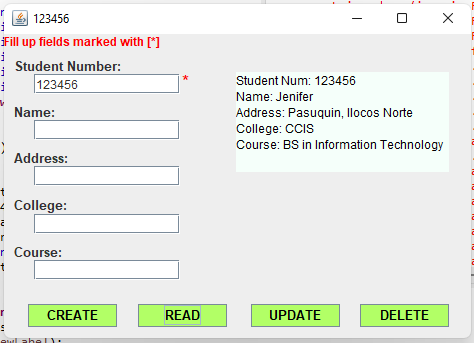 123456
Fill up fields marked with [*]
Student Number:
123456 *
Name:
Address:
College:
Course:
Student Num: 123456
Name: Jenifer
Address: Pasuquin, Ilocos Norte
College: CCIS
Course: BS in Information Technology
CREATE READ UPDATE DELETE